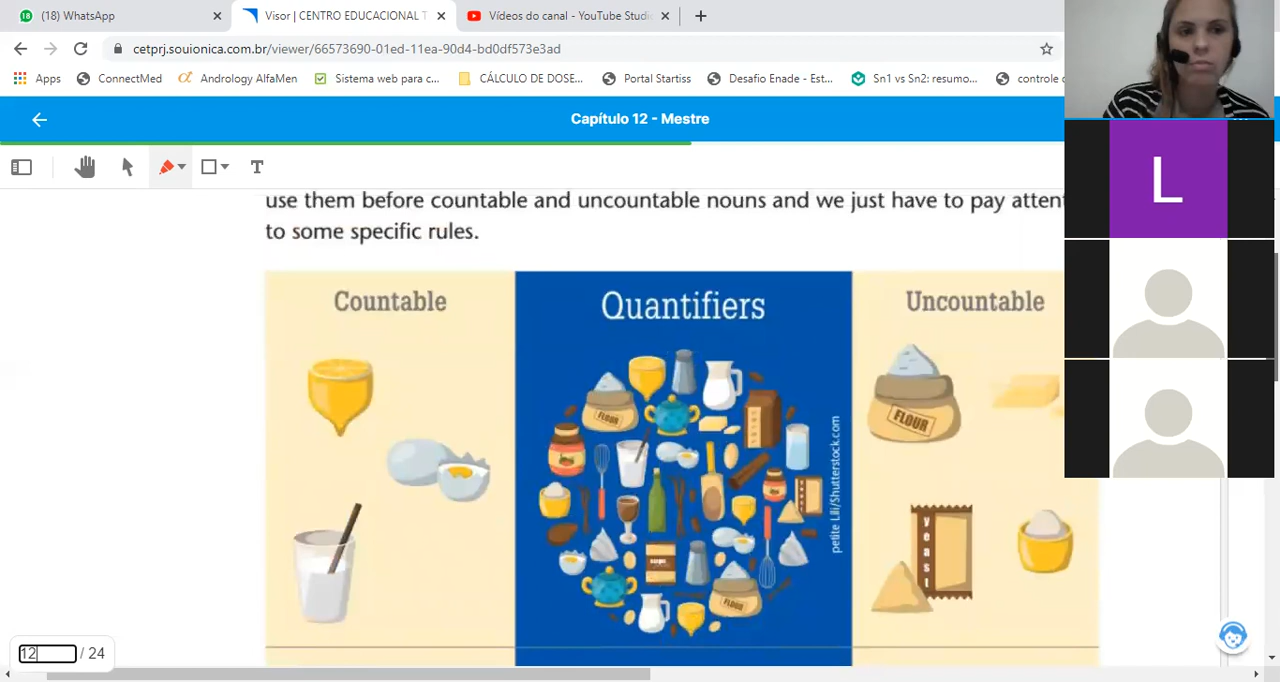 (18) WhatsApp
Visor | CENTRO EDUCACIONAL T
Vídeos do canal - YouTube Studio
cetprj.souionica.com.br/viewer/66573690-01ed-11ea-90d4-bd0df573e3ad
Apps
ConnectMed
Andrology AlfaMen
Sistema web para c...
CÁLCULO DE DOSE...
Portal Startiss
Desafio Enade - Est...
Sn1 vs Sn2: resumo...
controle d
Capítulo 12 - Mestre
T
L
use them before countable and uncountable nouns and we just have to pay attent
to some specific rules.
Countable
Quantifiers
Uncountable
FLOUR
FLOUR
yeast
FLOUR
petite Lili/Shutterstock.com
12 / 24